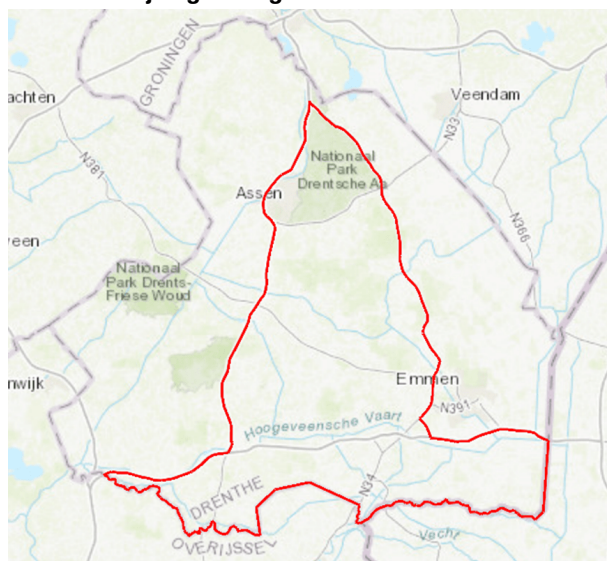 GRONINGEN
achten
Veendam
N33
N381
Nationaal
Park
Drentsche Aa
Assen
N366
veen
Nationaal
Park Drents-
Friese Woud
nwijk
Emmen
N391
Hoogeveensche Vaart
N34
DRENTHE
OVERIJSSEL
Vecht